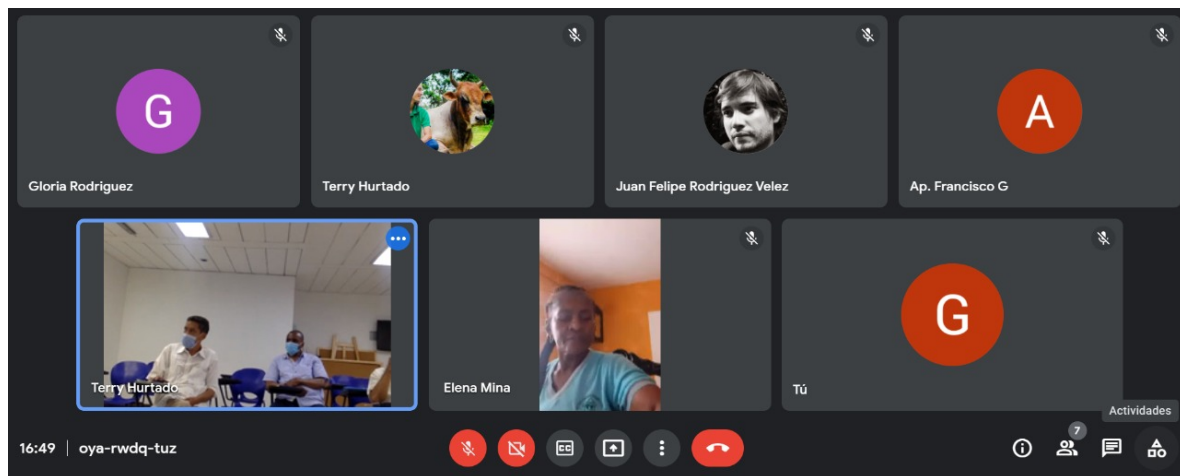 G
A
Gloria Rodriguez
Terry Hurtado
Juan Felipe Rodriguez Velez
Ap. Francisco G
G
Terry Hurtado
Elena Mina
Tú
Actividades
16:49 | oya-rwdq-tuz
CC
7